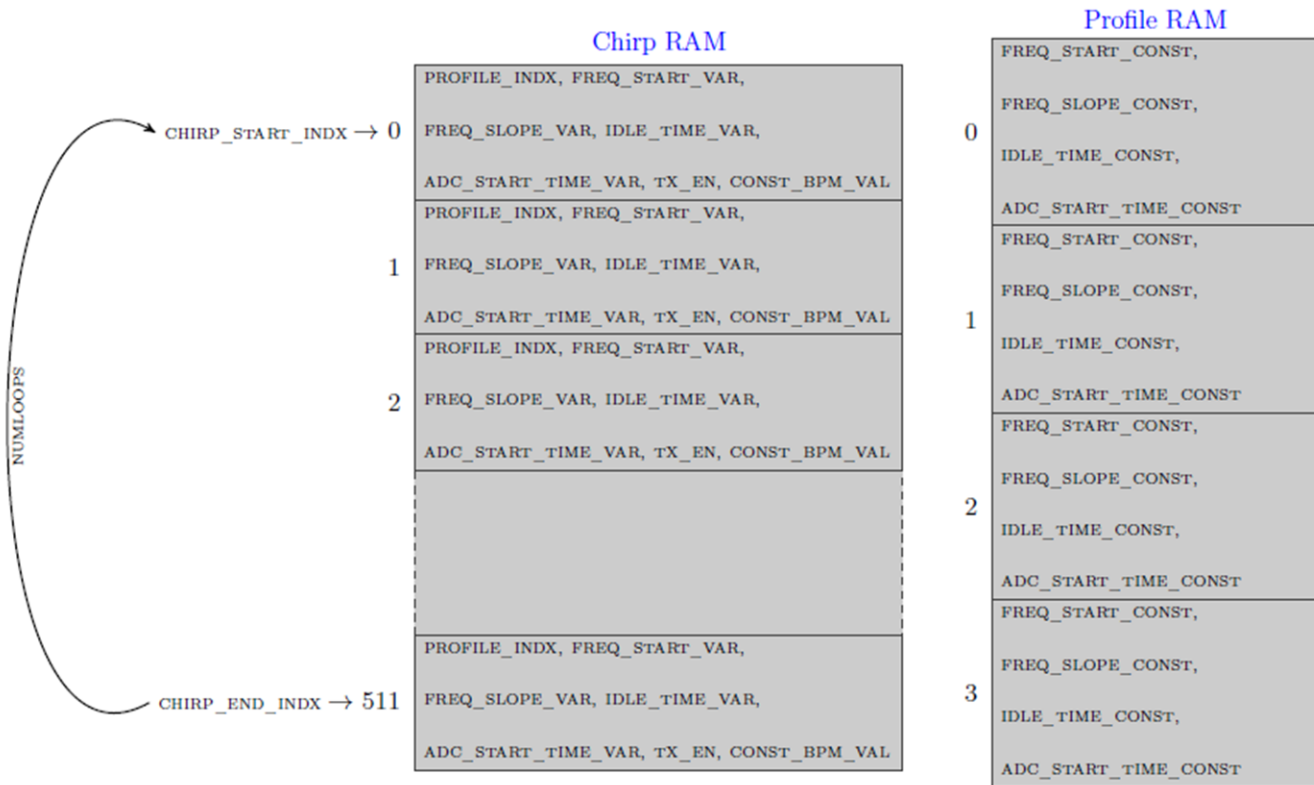 Chirp RAM
CHIRP_START_INDX → 0
PROFILE_INDX, FREQ_START_VAR,
FREQ_SLOPE_VAR, IDLE_TIME_VAR,
ADC_START_TIME_VAR, TX_EN, CONST_BPM_VAL
1
PROFILE_INDX, FREQ_START_VAR,
FREQ_SLOPE_VAR, IDLE_TIME_VAR,
ADC_START_TIME_VAR, TX_EN, CONST_BPM_VAL
2
PROFILE_INDX, FREQ_START_VAR,
FREQ_SLOPE_VAR, IDLE_TIME_VAR,
ADC_START_TIME_VAR, TX_EN, CONST_BPM_VAL
NUMLOOPS
CHIRP_END_INDX → 511
PROFILE_INDX, FREQ_START_VAR,
FREQ_SLOPE_VAR, IDLE_TIME_VAR,
ADC_START_TIME_VAR, TX_EN, CONST_BPM_VAL
Profile RAM
0
FREQ_START_CONST,
FREQ_SLOPE_CONST,
IDLE_TIME_CONST,
ADC_START_TIME_CONST
1
FREQ_START_CONST,
FREQ_SLOPE_CONST,
IDLE_TIME_CONST,
ADC_START_TIME_CONST
2
FREQ_START_CONST,
FREQ_SLOPE_CONST,
IDLE_TIME_CONST,
ADC_START_TIME_CONST
3
FREQ_START_CONST,
FREQ_SLOPE_CONST,
IDLE_TIME_CONST,
ADC_START_TIME_CONST